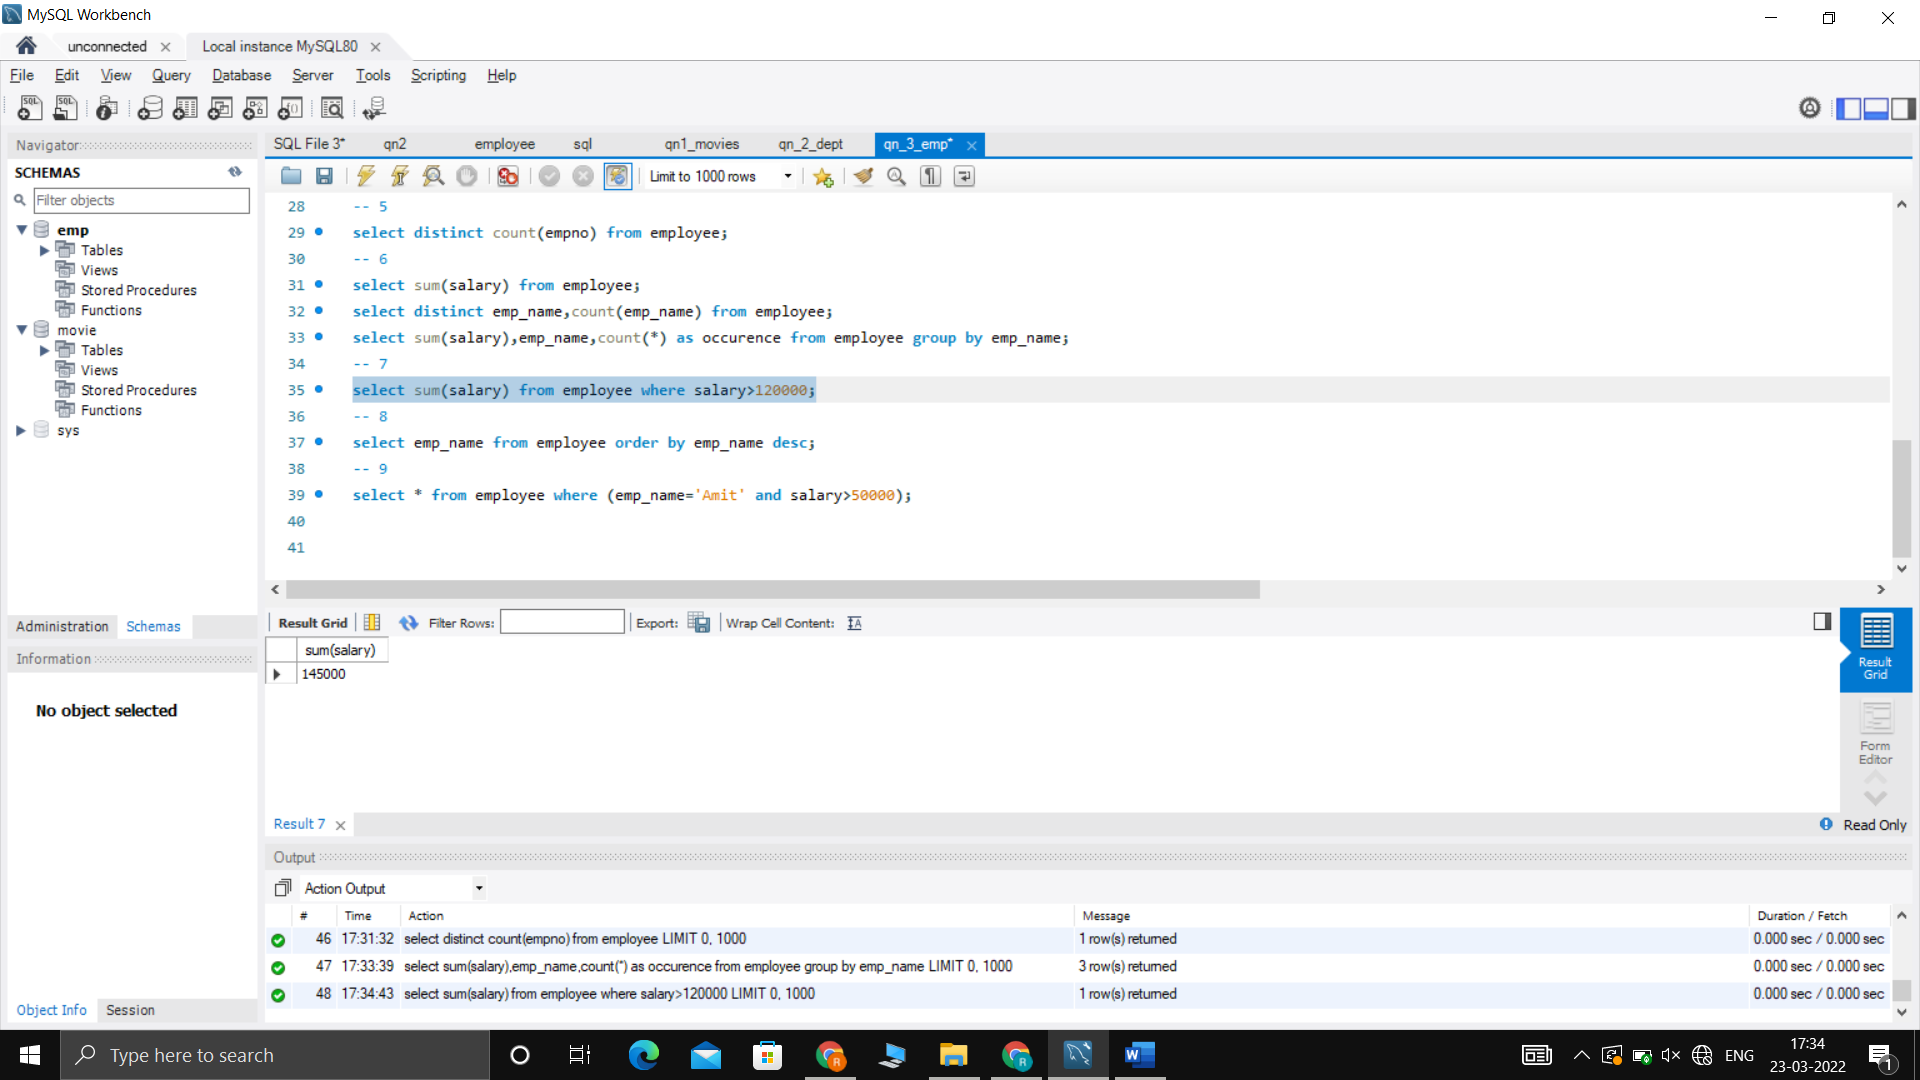 MySQL Workbench
unconnected
Local instance MySQL80
File Edit View Query Database Server Tools Scripting Help
Navigator
SCHEMAS
Filter objects
emp
Tables
Views
Stored Procedures
Functions
movie
Tables
Views
Stored Procedures
Functions
sys
Administration Schemas
Information
No object selected
Object Info Session
SQL File 3* qn2 employee sql qn1_movies qn_2_dept qn_3_emp*
Limit to 1000 rows
28 -- 5
29 select distinct count(empno) from employee;
30 -- 6
31 select sum(salary) from employee;
32 select distinct emp_name,count(emp_name) from employee;
33 select sum(salary),emp_name,count(*) as occurence from employee group by emp_name;
34 -- 7
35 select sum(salary) from employee where salary>120000;
36 -- 8
37 select emp_name from employee order by emp_name desc;
38 -- 9
39 select * from employee where (emp_name='Amit' and salary>50000);
40
41
Result Grid Filter Rows: Export: Wrap Cell Content:
sum(salary)
145000
Result Grid
Form Editor
Result 7
Read Only
Output
Action Output
# Time Action Message Duration / Fetch
46 17:31:32 select distinct count(empno) from employee LIMIT 0, 1000 1 row(s) returned 0.000 sec / 0.000 sec
47 17:33:39 select sum(salary),emp_name,count(*) as occurence from employee group by emp_name LIMIT 0, 1000 3 row(s) returned 0.000 sec / 0.000 sec
48 17:34:43 select sum(salary) from employee where salary>120000 LIMIT 0, 1000 1 row(s) returned 0.000 sec / 0.000 sec
Type here to search
ENG
17:34
23-03-2022
1